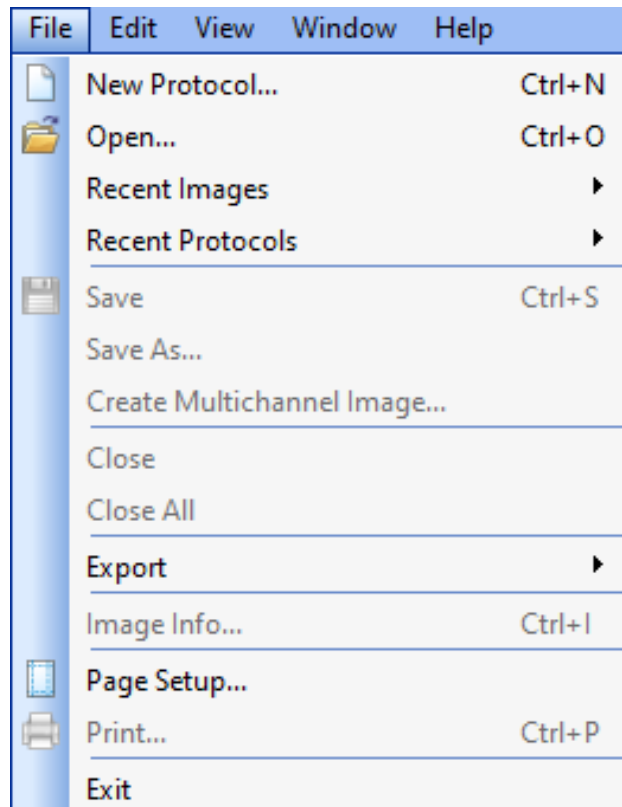 File Edit View Window Help
New Protocol... Ctrl+N
Open... Ctrl+O
Recent Images
Recent Protocols
Save Ctrl+S
Save As...
Create Multichannel Image...
Close
Close All
Export
Image Info... Ctrl+I
Page Setup...
Print... Ctrl+P
Exit